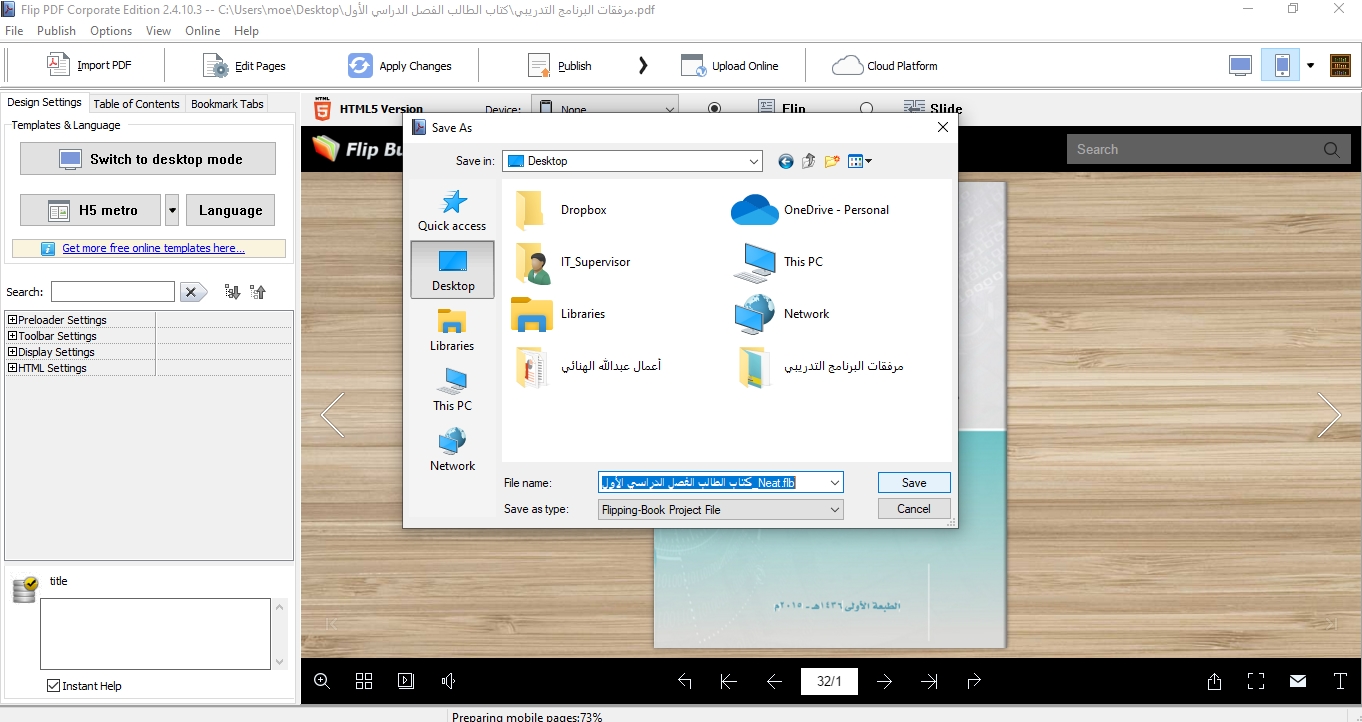 Flip PDF Corporate Edition 2.4.10.3 -- C:\Users\moe\Desktop\مرفقات البرنامج التدريبي\كتاب الطالب الفصل الدراسي الأول.pdf
File Publish Options View Online Help
Import PDF Edit Pages Apply Changes Publish Upload Online Cloud Platform
Design Settings Table of Contents Bookmark Tabs
HTML5 Version Device: None Flip Slide
Templates & Language
Switch to desktop mode
H5 metro Language
Get more free online templates here...
Search:
Preloader Settings
Toolbar Settings
Display Settings
HTML Settings
title
Instant Help
Flip Bu
Search
Save As
Save in: Desktop
Quick access
Desktop
Libraries
This PC
Network
Dropbox
OneDrive - Personal
IT_Supervisor
This PC
Libraries
Network
أعمال عبدالله الهنائي
مرفقات البرنامج التدريبي
File name: كتاب الطالب الفصل الدراسي الأول_Neat.flb
Save
Save as type: Flipping-Book Project File
Cancel
الطبعة الأولى ١٤٣٦هـ - ٢٠١٥م
32/1
Preparing mobile pages:73%